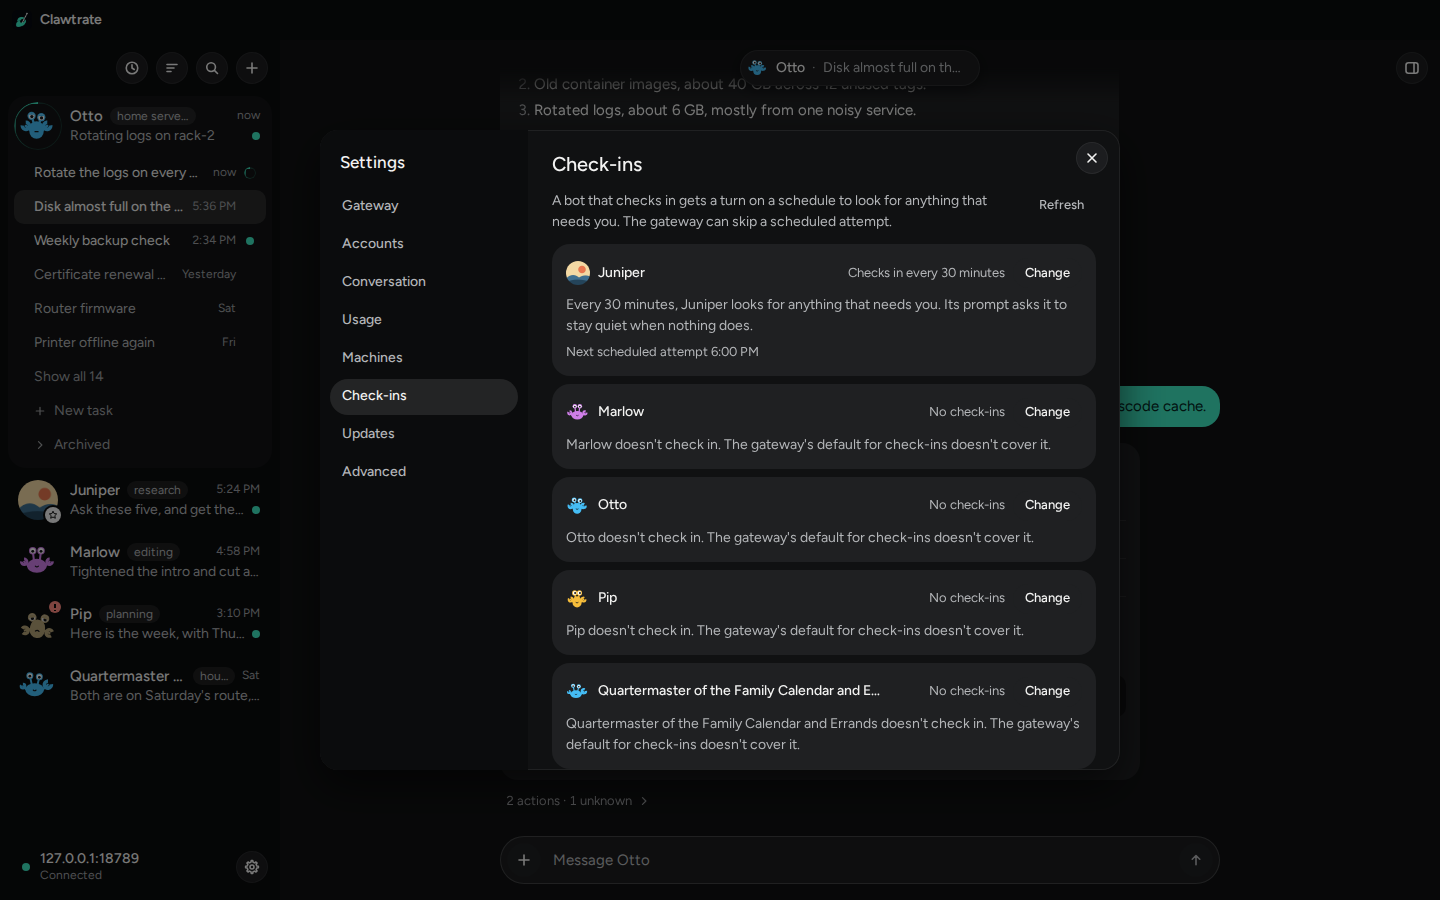 Clawtrate
Otto · Disk almost full on th...
Otto home serve... now
Rotating logs on rack-2
Rotate the logs on every ... now
Disk almost full on the ... 5:36 PM
Weekly backup check 2:34 PM
Certificate renewal ... Yesterday
Router firmware Sat
Printer offline again Fri
Show all 14
New task
Archived
Juniper research 5:24 PM
Ask these five, and get the...
Marlow editing 4:58 PM
Tightened the intro and cut a...
Pip planning 3:10 PM
Here is the week, with Thu...
Quartermaster ... hou... Sat
Both are on Saturday's route,...
127.0.0.1:18789
Connected
2. Old container images, about 40 GB across 12 unused tags.
3. Rotated logs, about 6 GB, mostly from one noisy service.
Settings
Gateway
Accounts
Conversation
Usage
Machines
Check-ins
Updates
Advanced
Check-ins
A bot that checks in gets a turn on a schedule to look for anything that
needs you. The gateway can skip a scheduled attempt.
Refresh
Juniper Checks in every 30 minutes Change
Every 30 minutes, Juniper looks for anything that needs you. Its prompt asks it to
stay quiet when nothing does.
Next scheduled attempt 6:00 PM
Marlow No check-ins Change
Marlow doesn't check in. The gateway's default for check-ins doesn't cover it.
Otto No check-ins Change
Otto doesn't check in. The gateway's default for check-ins doesn't cover it.
Pip No check-ins Change
Pip doesn't check in. The gateway's default for check-ins doesn't cover it.
Quartermaster of the Family Calendar and E... No check-ins Change
Quartermaster of the Family Calendar and Errands doesn't check in. The gateway's
default for check-ins doesn't cover it.
scode cache.
2 actions · 1 unknown
Message Otto